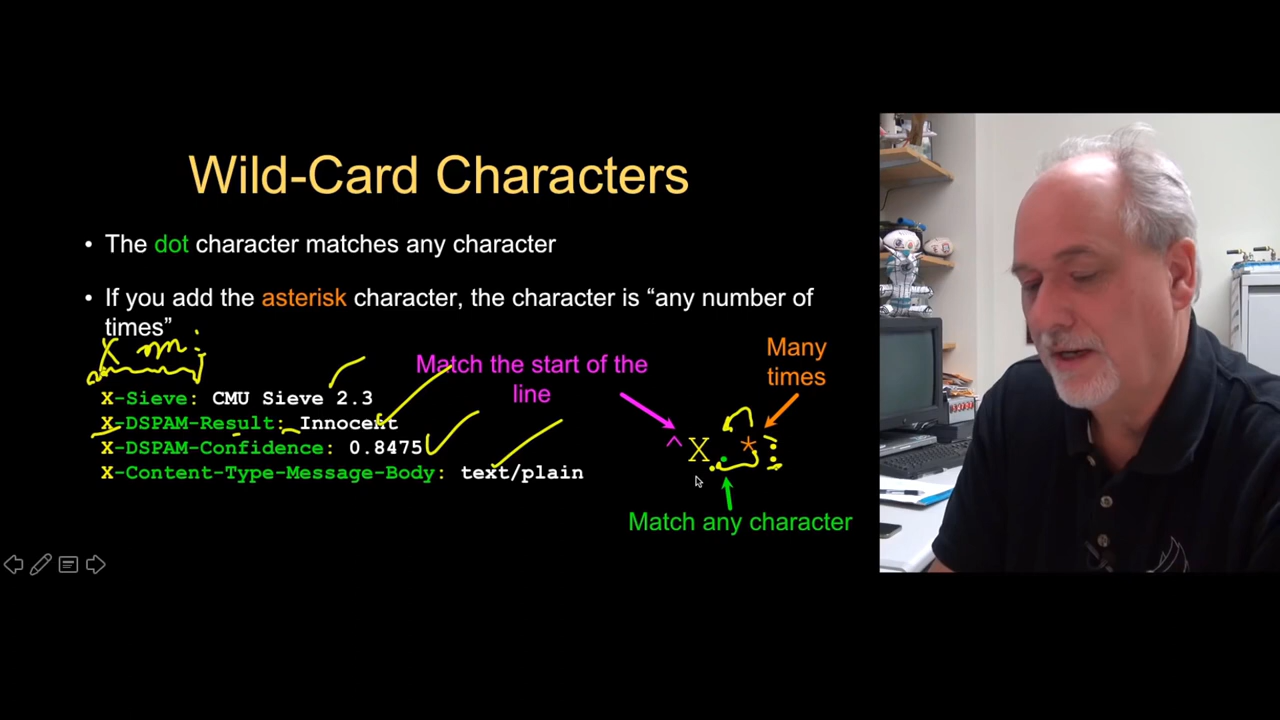 Wild-Card Characters
• The dot character matches any character
• If you add the asterisk character, the character is “any number of
times”
X-Sieve: CMU Sieve 2.3
X-DSPAM-Result: Innocent
X-DSPAM-Confidence: 0.8475
X-Content-Type-Message-Body: text/plain
Match the start of the
line
Many
times
^X.*:
Match any character